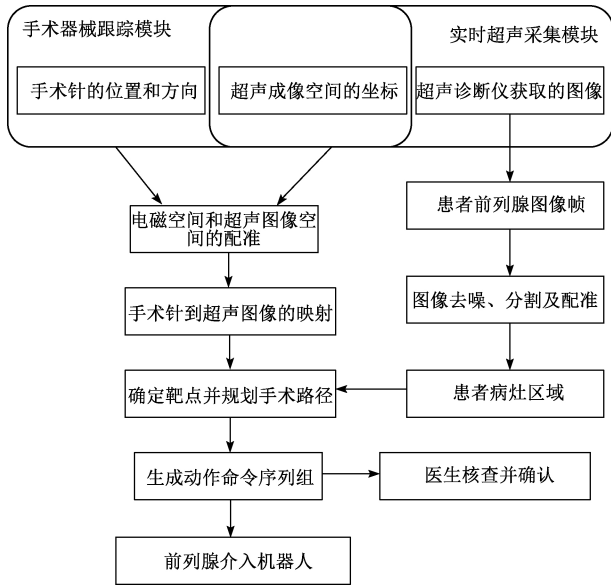 手术器械跟踪模块
实时超声采集模块
手术针的位置和方向
超声成像空间的坐标
超声诊断仪获取的图像
电磁空间和超声图像空
间的配准
患者前列腺图像帧
手术针到超声图像的映射
图像去噪、分割及配准
确定靶点并规划手术路径
患者病灶区域
生成动作命令序列组
医生核查并确认
前列腺介入机器人